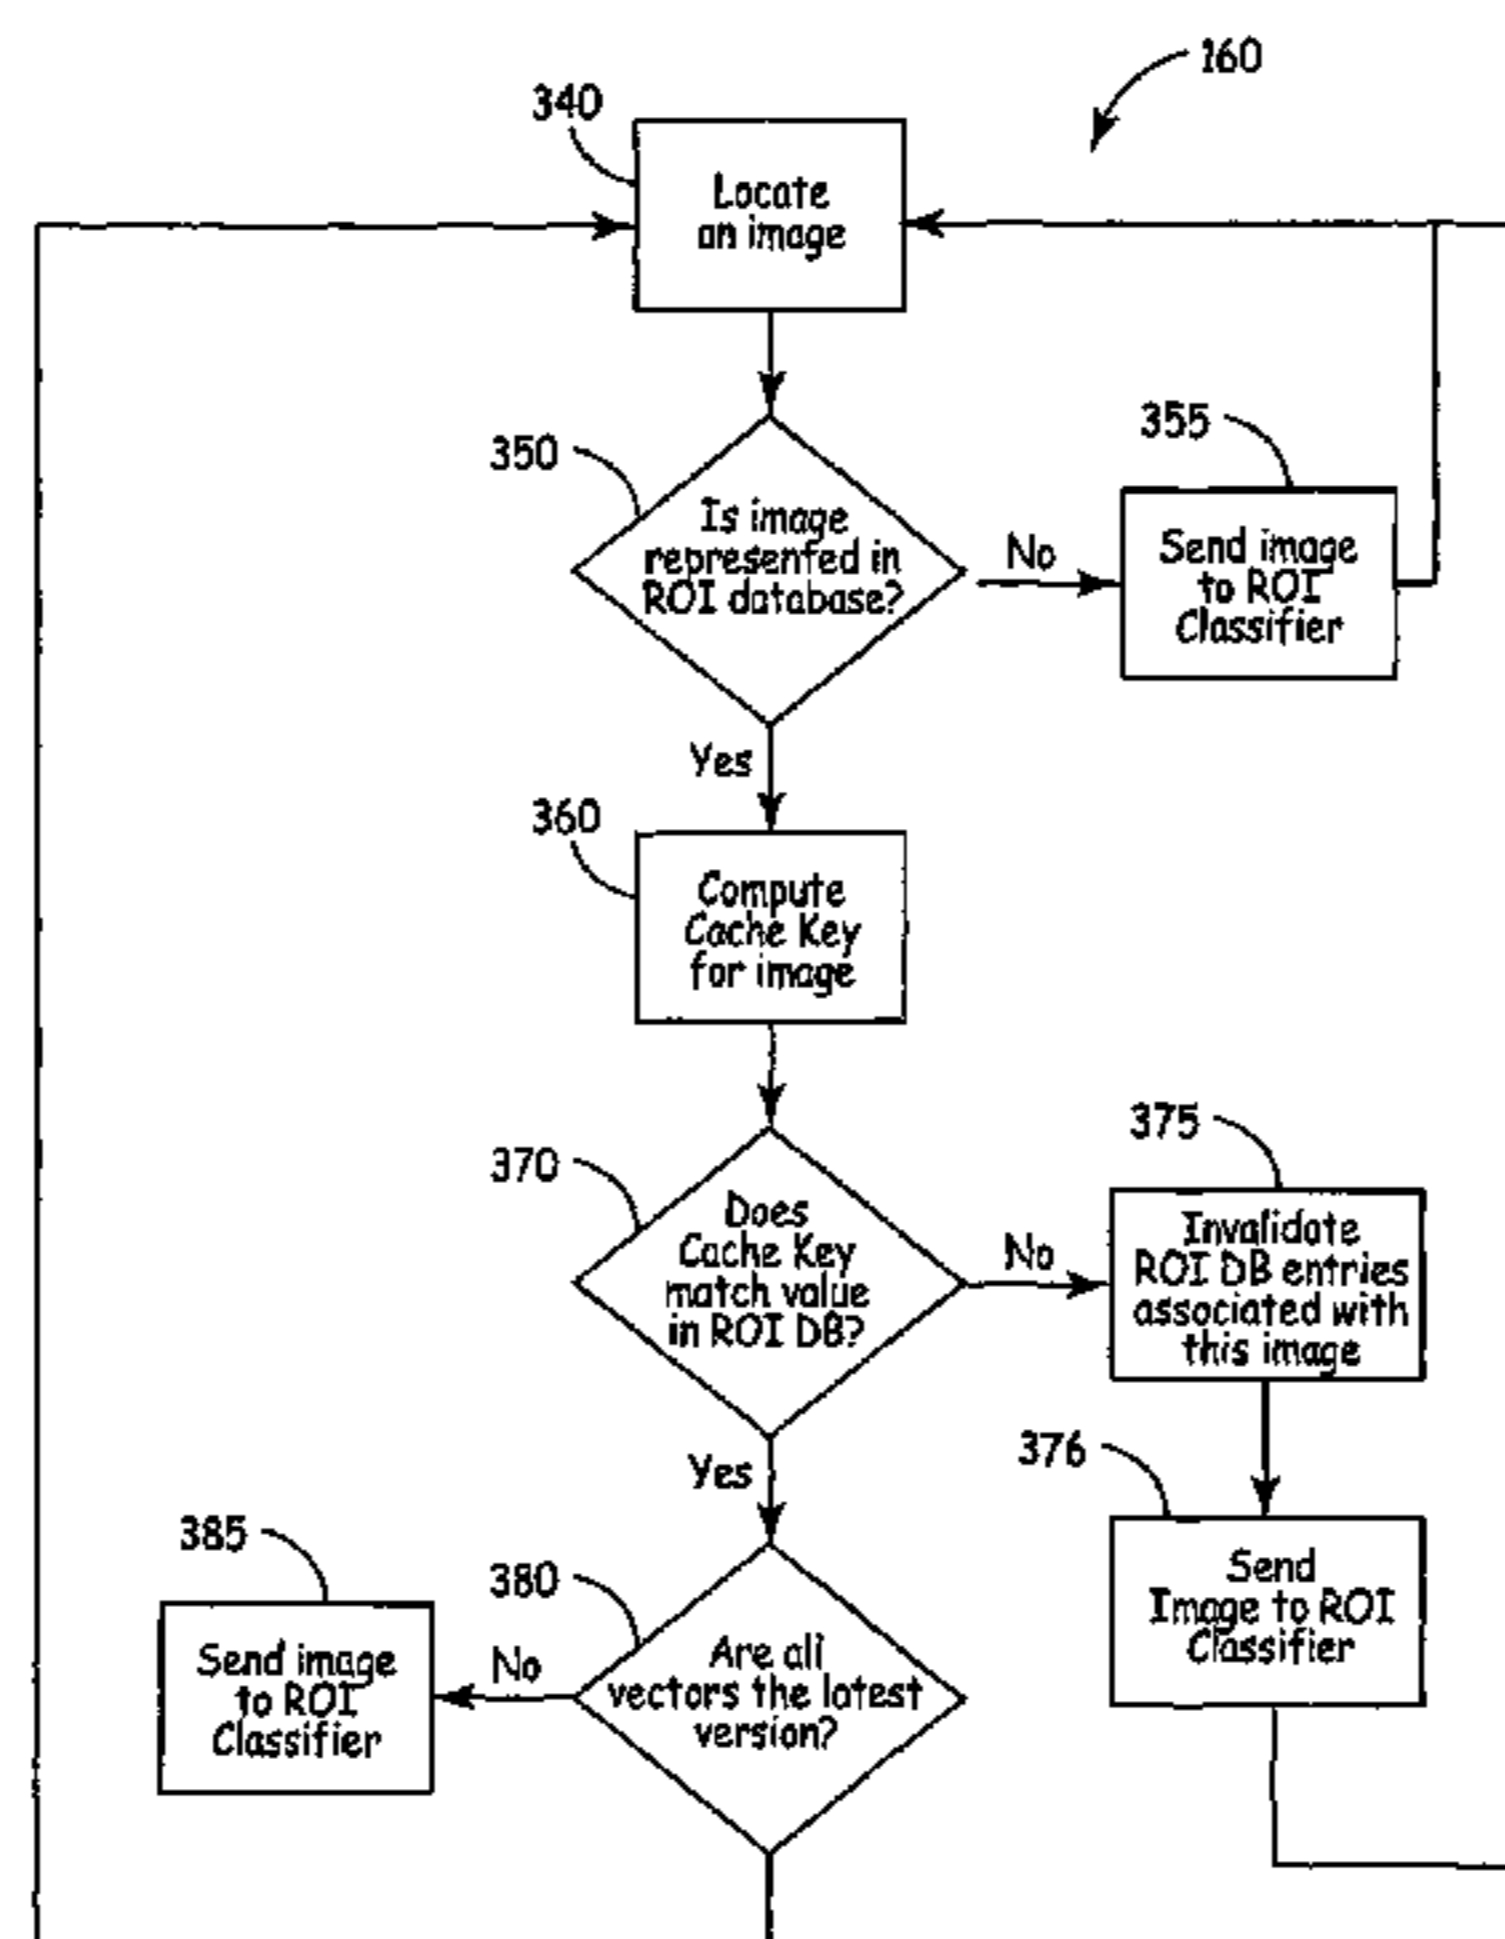 160
340
Locate
an image
350
Is image
represented in
ROI database?
No
355
Send image
to ROI
Classifier
Yes
360
Compute
Cache Key
for image
370
Does
Cache Key
match value
in ROI DB?
No
375
Invalidate
ROI DB entries
associated with
this image
Yes
376
Send
Image to ROI
Classifier
380
Are all
vectors the latest
version?
No
385
Send image
to ROI
Classifier